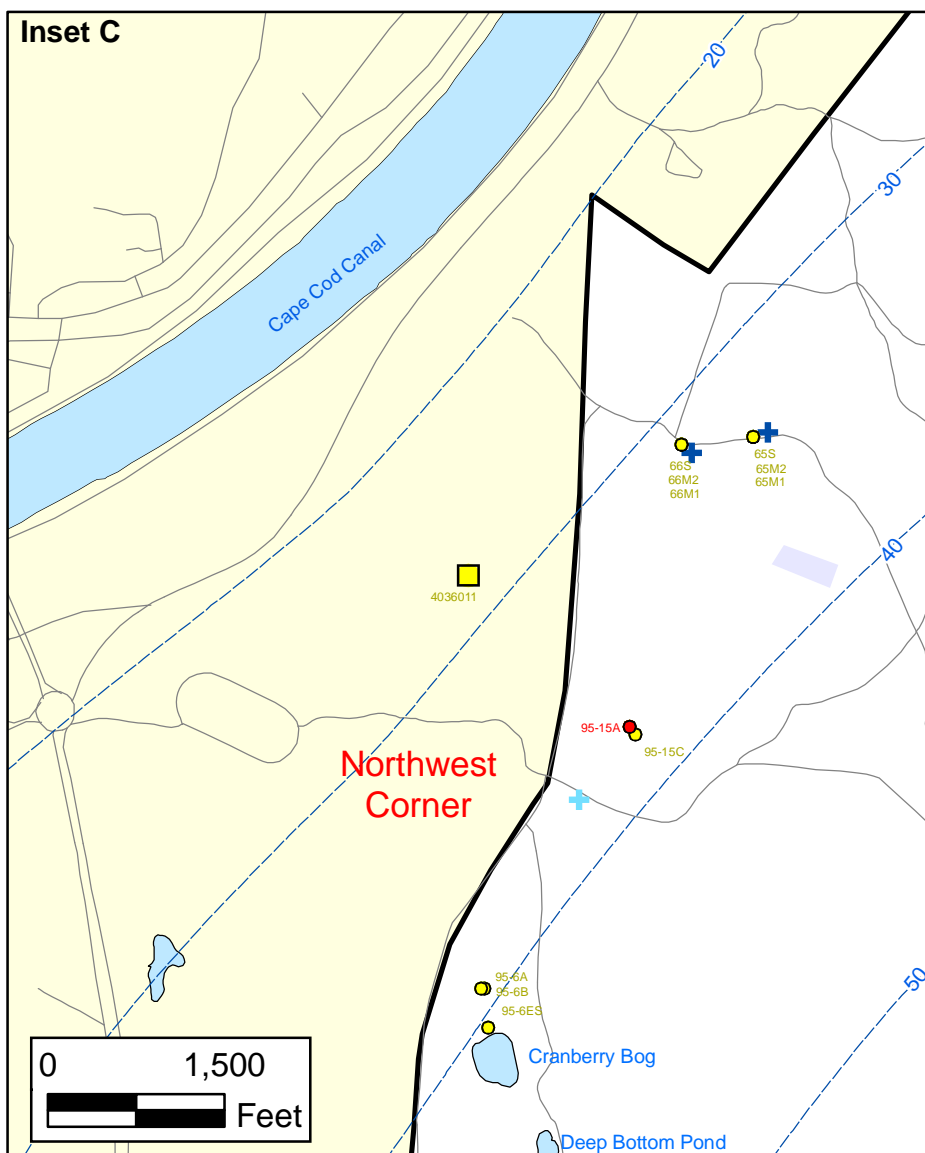 Inset C
20
30
Cape Cod Canal
66S
66M2
66M1
65S
65M2
65M1
40
4036011
95-15A
95-15C
Northwest
Corner
50
95-6A
95-6B
95-6ES
Cranberry Bog
0 1,500
Feet
Deep Bottom Pond